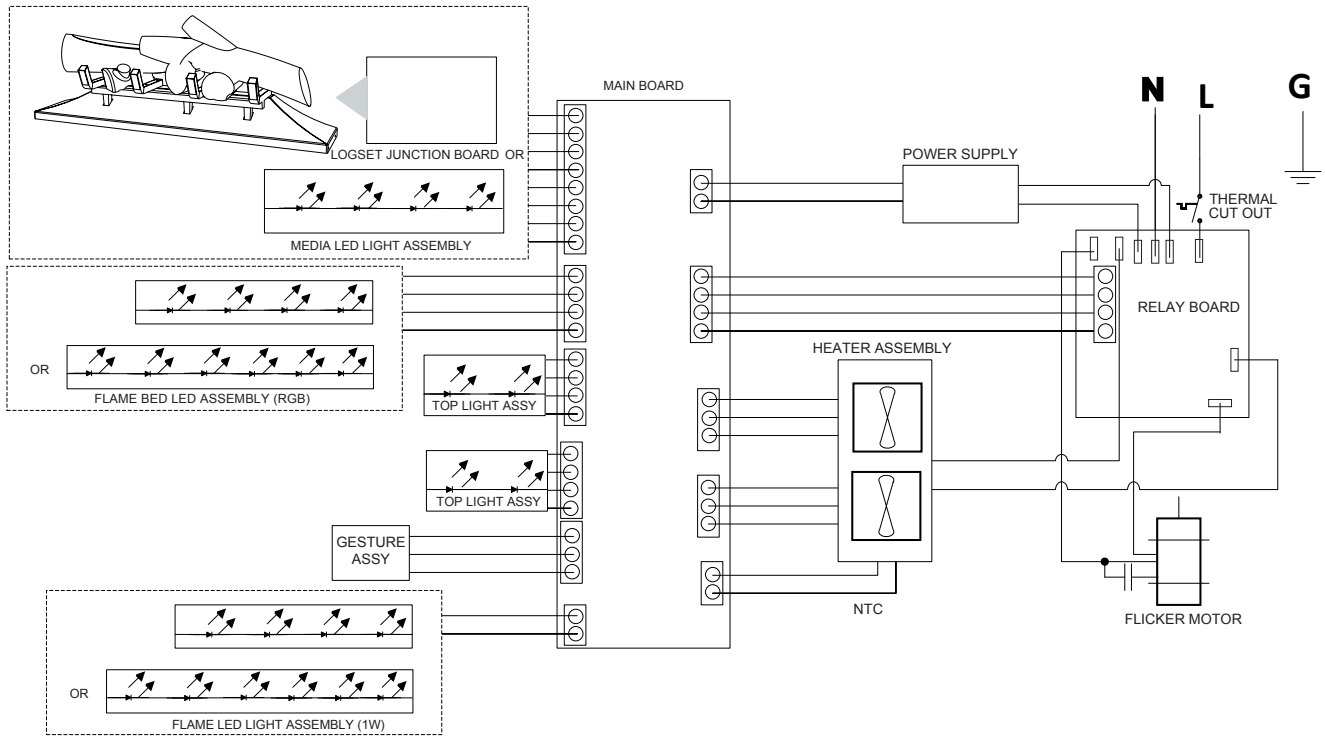 MAIN BOARD
N
L
G
LOGSET JUNCTION BOARD OR
POWER SUPPLY
THERMAL
CUT OUT
MEDIA LED LIGHT ASSEMBLY
RELAY BOARD
HEATER ASSEMBLY
OR
FLAME BED LED ASSEMBLY (RGB)
TOP LIGHT ASSY
TOP LIGHT ASSY
GESTURE
ASSY
NTC
FLICKER MOTOR
OR
FLAME LED LIGHT ASSEMBLY (1W)